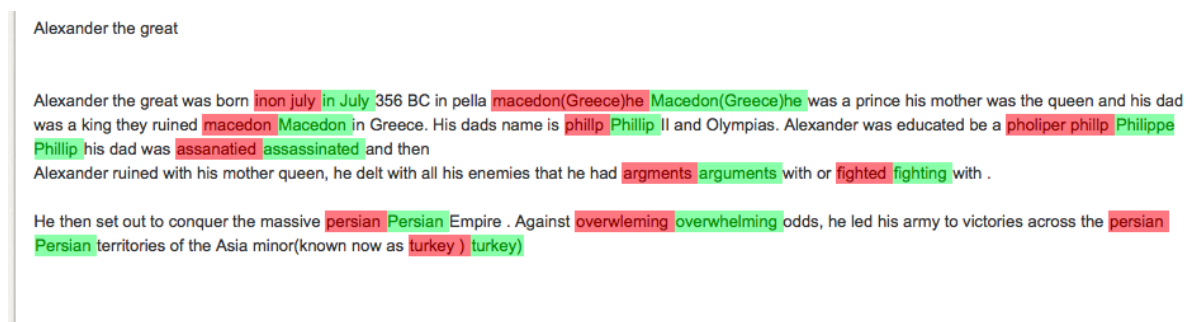 Alexander the great
Alexander the great was born inon july in July 356 BC in pella macedon(Greece)he Macedon(Greece)he was a prince his mother was the queen and his dad
was a king they ruined macedon Macedon in Greece. His dads name is phillp Phillip II and Olympias. Alexander was educated be a pholiper phillp Philippe
Phillip his dad was assanatied assassinated and then
Alexander ruined with his mother queen, he delt with all his enemies that he had argments arguments with or fighted fighting with .
He then set out to conquer the massive persian Persian Empire . Against overwleming overwhelming odds, he led his army to victories across the persian
Persian territories of the Asia minor(known now as turkey ) turkey)